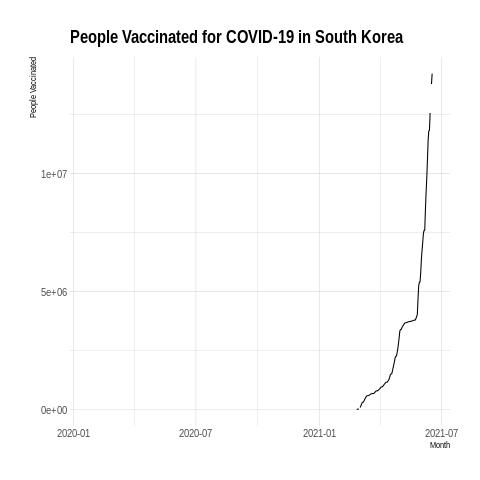 People Vaccinated for COVID-19 in South Korea
People Vaccinated
1e+07
5e+06
0e+00
2020-01 2020-07 2021-01 2021-07
Month